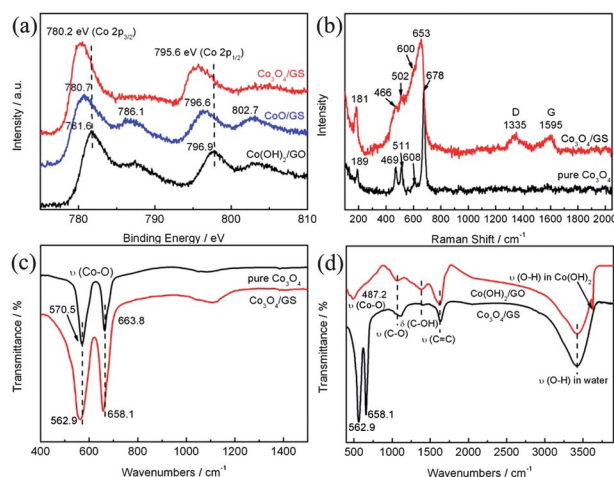 (a)
780.2 eV (Co 2p3/2)
795.6 eV (Co 2p1/2)
Co3O4/GS
780.7
786.1
796.6
802.7
CoO/GS
781.6
796.9
Co(OH)2/GO
Intensity / a.u.
780 790 800 810
Binding Energy / eV
(b)
653
600
502
466
678
181
D
1335
G
1595
Co3O4/GS
189
469
511
608
pure Co3O4
Intensity / a.u.
200 400 600 800 1000 1200 1400 1600 1800 2000
Raman Shift / cm-1
(c)
υ (Co-O)
pure Co3O4
Co3O4/GS
570.5
663.8
562.9
658.1
Transmittance / %
400 600 800 1000 1200 1400
Wavenumbers / cm-1
(d)
υ (O-H) in Co(OH)2
487.2
υ (Co-O)
Co(OH)2/GO
δ (C-OH)
Co3O4/GS
υ (C-O)
υ (C=C)
υ (O-H) in water
658.1
562.9
Transmittance / %
500 1000 1500 2000 2500 3000 3500
Wavenumbers / cm-1